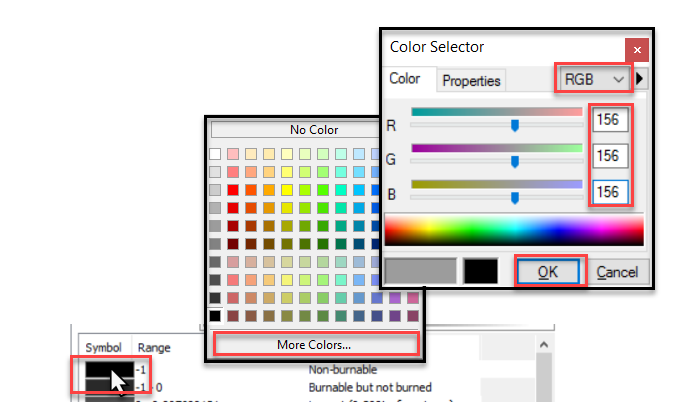 Color Selector
Color Properties RGB
R 156
G 156
B 156
OK Cancel
No Color
More Colors...
Symbol Range
-1 Non-burnable
-1 - 0 Burnable but not burned